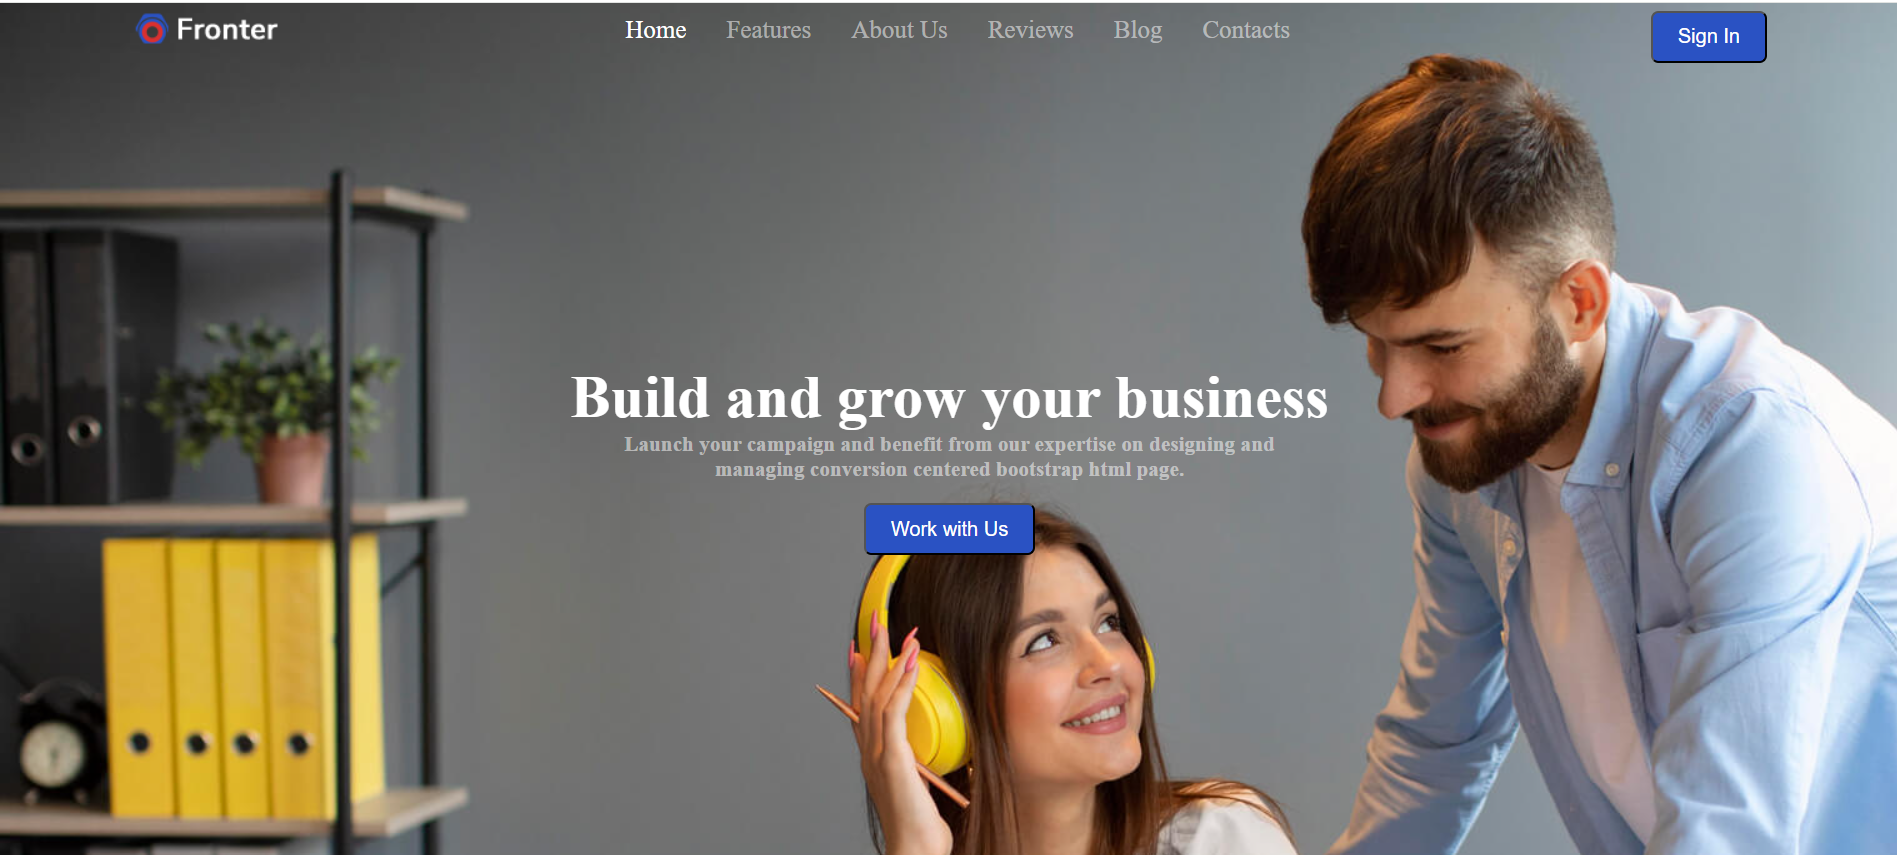 Fronter
Home Features About Us Reviews Blog Contacts
Sign In
Build and grow your business
Launch your campaign and benefit from our expertise on designing and
managing conversion centered bootstrap html page.
Work with Us